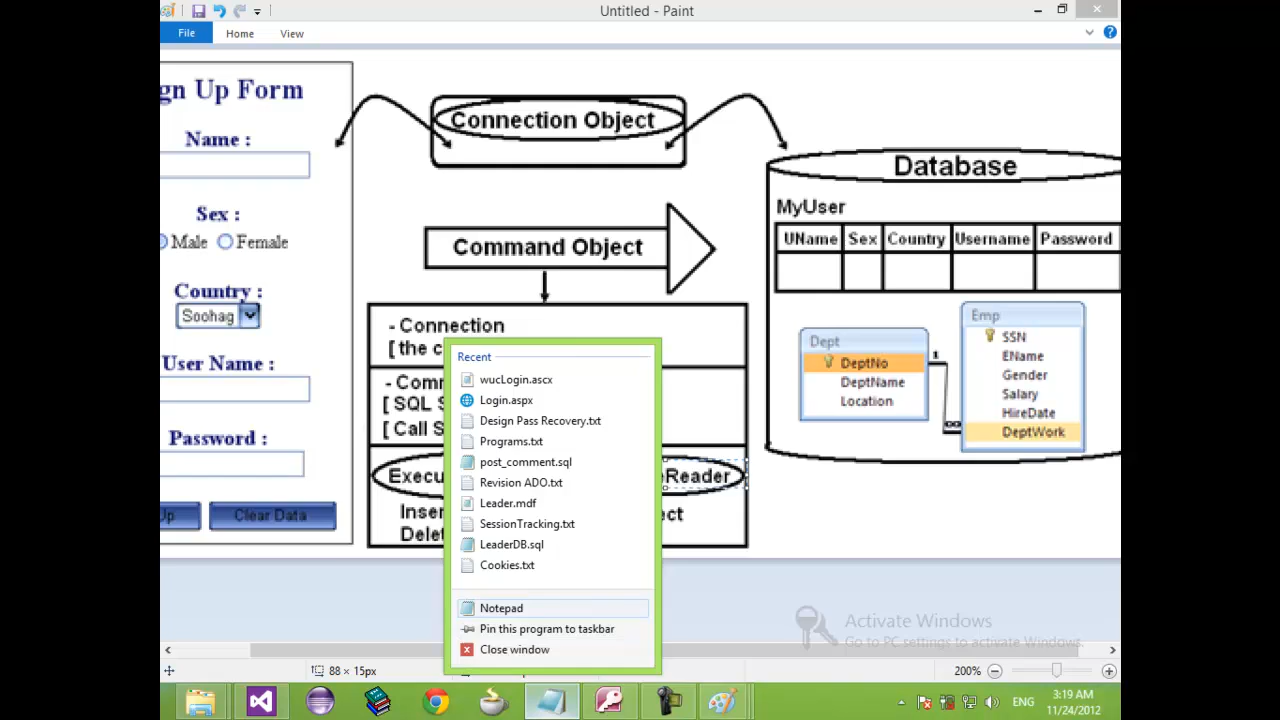 Untitled - Paint
File
Home
View
gn Up Form
Name :
Sex :
Male
Female
Country :
Soohag
User Name :
Password :
Up
Clear Data
Connection Object
Command Object
- Connection
[ the c
- Comm
[ SQL S
[ Call S
Execu
eReader
Inser
ect
Delet
Database
MyUser
UName Sex Country Username Password
Dept
DeptNo
DeptName
Location
1
Emp
SSN
EName
Gender
Salary
HireDate
DeptWork
Recent
wucLogin.ascx
Login.aspx
Design Pass Recovery.txt
Programs.txt
post_comment.sql
Revision ADO.txt
Leader.mdf
SessionTracking.txt
LeaderDB.sql
Cookies.txt
Notepad
Pin this program to taskbar
Close window
Activate Windows
Go to PC settings to activate Windows.
88 × 15px
200%
ENG
3:19 AM
11/24/2012